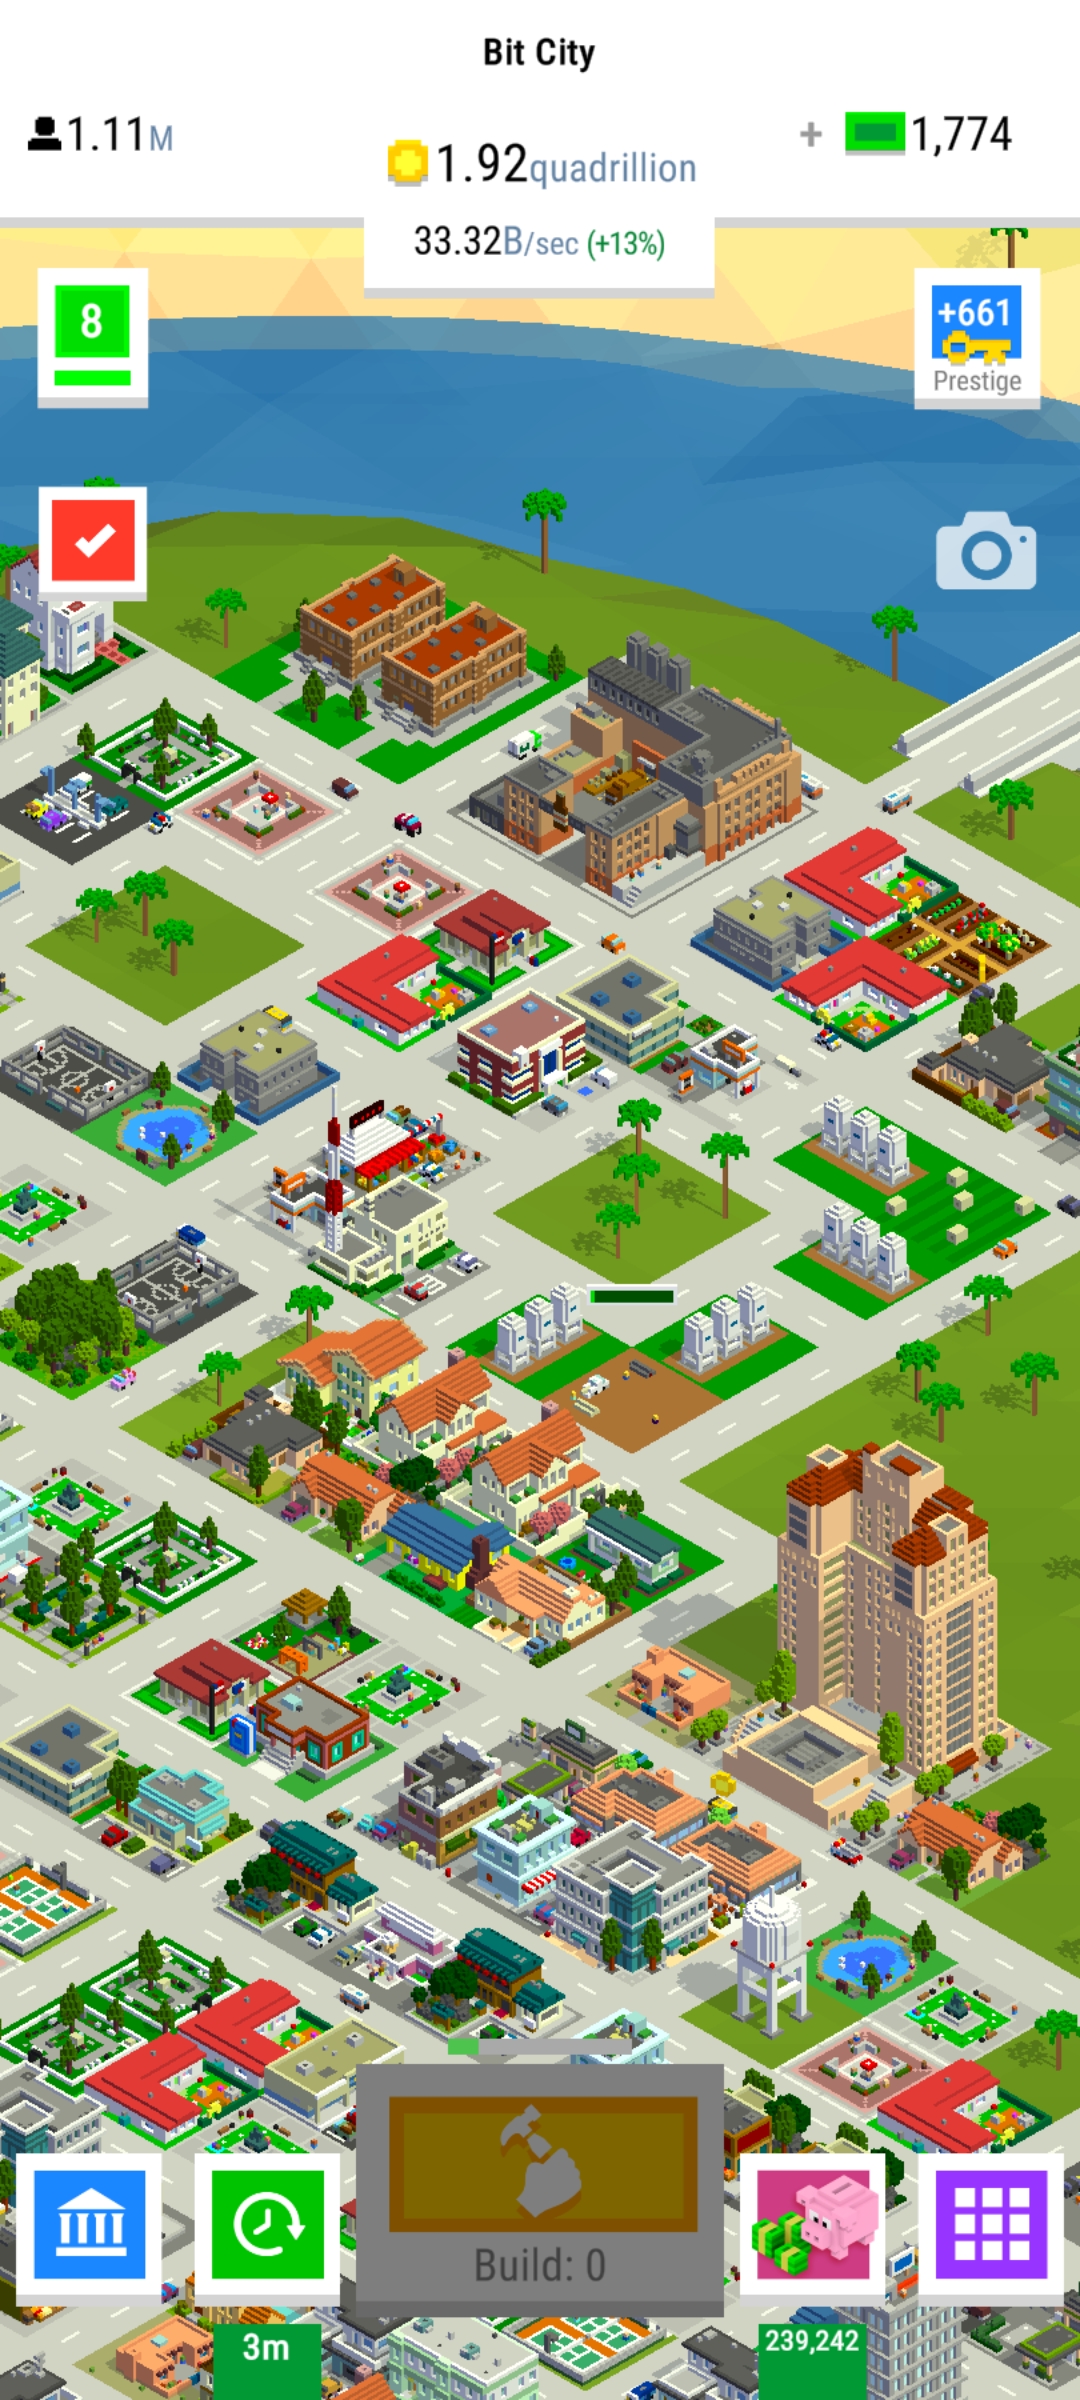 Bit City
1.11M
1.92quadrillion
+ 1,774
33.32B/sec (+13%)
8
+661
Prestige
Build: 0
3m
239,242